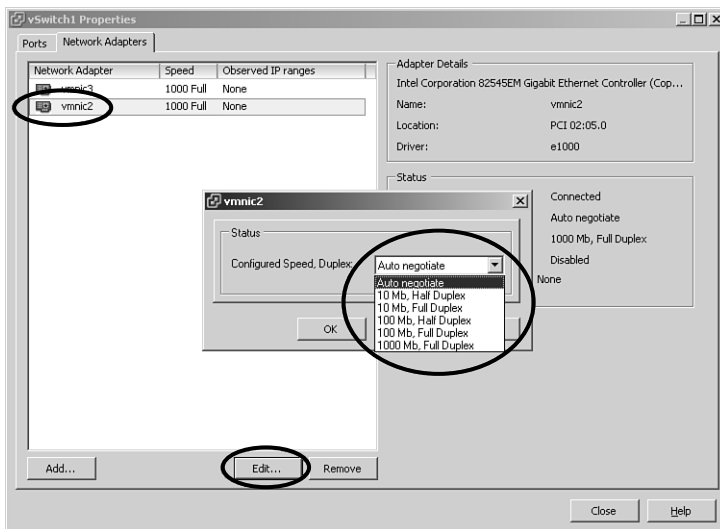 vSwitch1 Properties
Ports Network Adapters
Network Adapter Speed Observed IP ranges
vmnic3 1000 Full None
vmnic2 1000 Full None
Adapter Details
Intel Corporation 82545EM Gigabit Ethernet Controller (Cop...
Name: vmnic2
Location: PCI 02:05.0
Driver: e1000
Status
Connected
Auto negotiate
1000 Mb, Full Duplex
Disabled
None
vmnic2
Status
Configured Speed, Duplex: Auto negotiate
Auto negotiate
10 Mb, Half Duplex
10 Mb, Full Duplex
100 Mb, Half Duplex
100 Mb, Full Duplex
1000 Mb, Full Duplex
OK
Add... Edit... Remove
Close Help